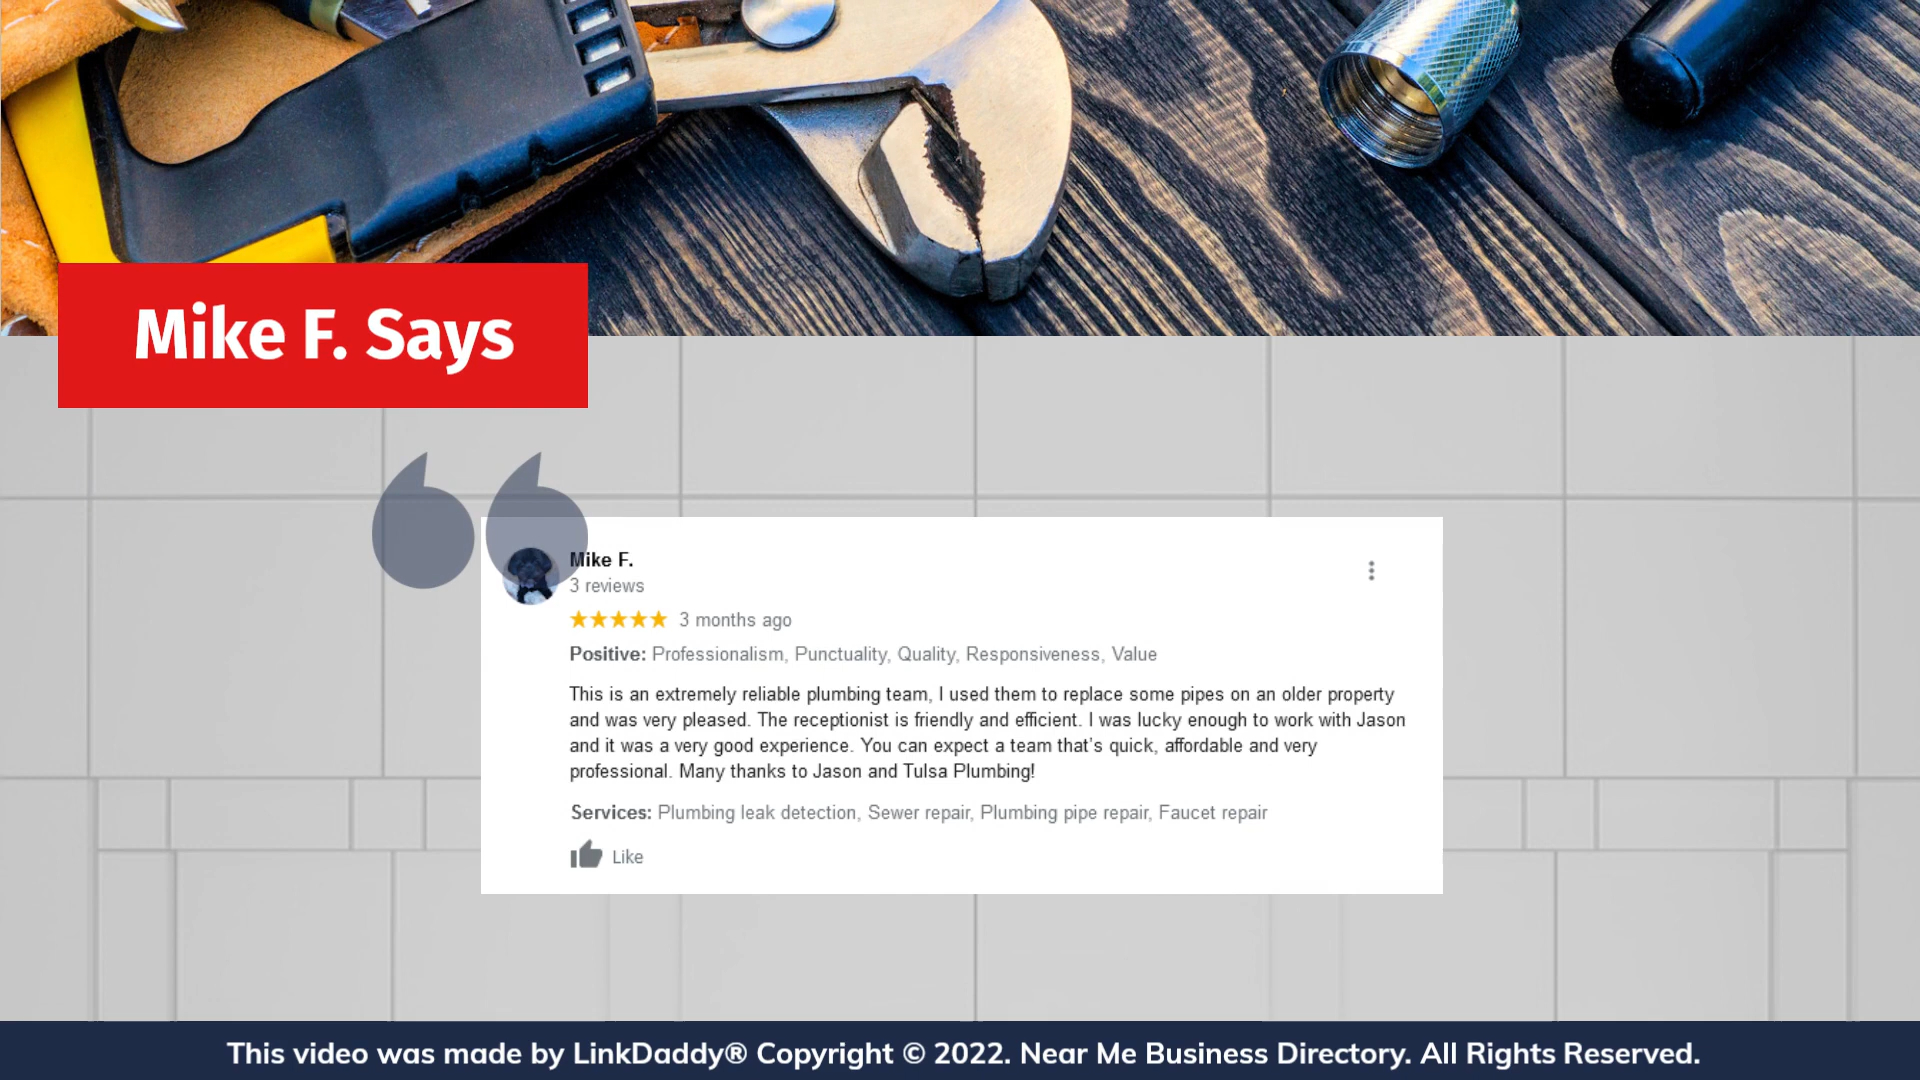 Mike F. Says
Mike F.
3 reviews
3 months ago
Positive: Professionalism, Punctuality, Quality, Responsiveness, Value
This is an extremely reliable plumbing team, I used them to replace some pipes on an older property
and was very pleased. The receptionist is friendly and efficient. I was lucky enough to work with Jason
and it was a very good experience. You can expect a team that's quick, affordable and very
professional. Many thanks to Jason and Tulsa Plumbing!
Services: Plumbing leak detection, Sewer repair, Plumbing pipe repair, Faucet repair
Like
This video was made by LinkDaddy® Copyright © 2022. Near Me Business Directory. All Rights Reserved.